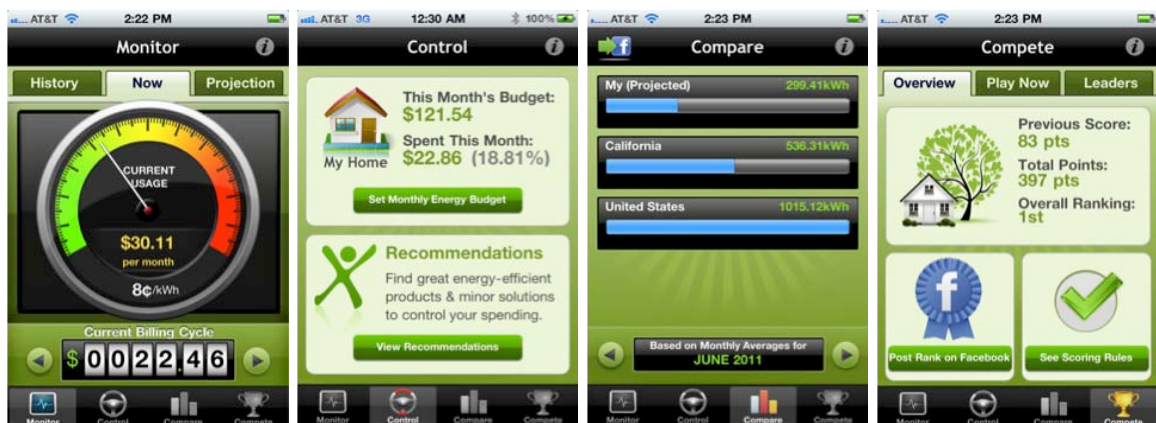 AT&T 2:22 PM
Monitor
History Now Projection
CURRENT
USAGE
$30.11
per month
8¢/kWh
Current Billing Cycle
$ 0022.46
Monitor Control Compare Compete
AT&T 3G 12:30 AM 100%
Control
This Month's Budget:
$121.54
Spent This Month:
$22.86 (18.81%)
My Home
Set Monthly Energy Budget
Recommendations
Find great energy-efficient
products & minor solutions
to control your spending.
View Recommendations
Monitor Control Compare Compete
AT&T 2:23 PM
f Compare
My (Projected) 299.41kWh
California 536.31kWh
United States 1015.12kWh
Based on Monthly Averages for
JUNE 2011
Monitor Control Compare Compete
AT&T 2:23 PM
Compete
Overview Play Now Leaders
Previous Score:
83 pts
Total Points:
397 pts
Overall Ranking:
1st
f
Post Rank on Facebook See Scoring Rules
Monitor Control Compare Compete